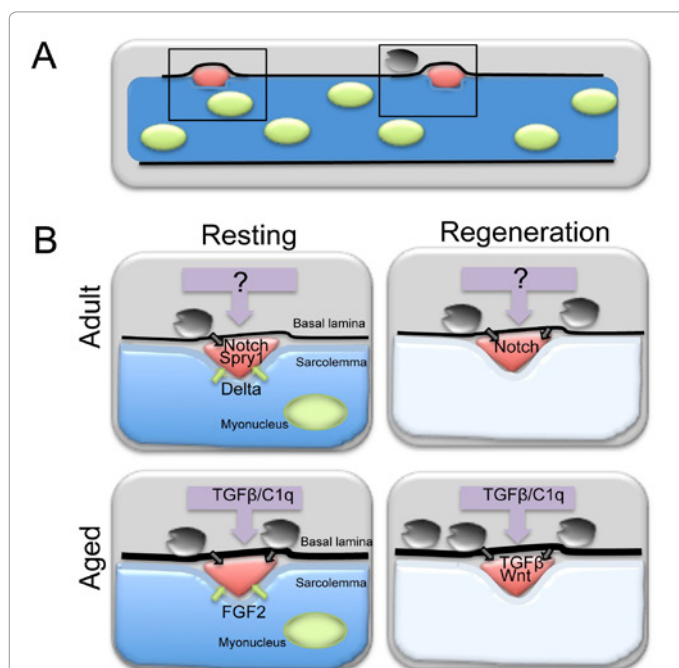 A
B
Resting
Regeneration
Adult
?
Basal lamina
Notch
Spry1
Sarcolemma
Delta
Myonucleus
?
Notch
Aged
TGFβ/C1q
Basal lamina
Sarcolemma
FGF2
Myonucleus
TGFβ/C1q
TGFβ
Wnt